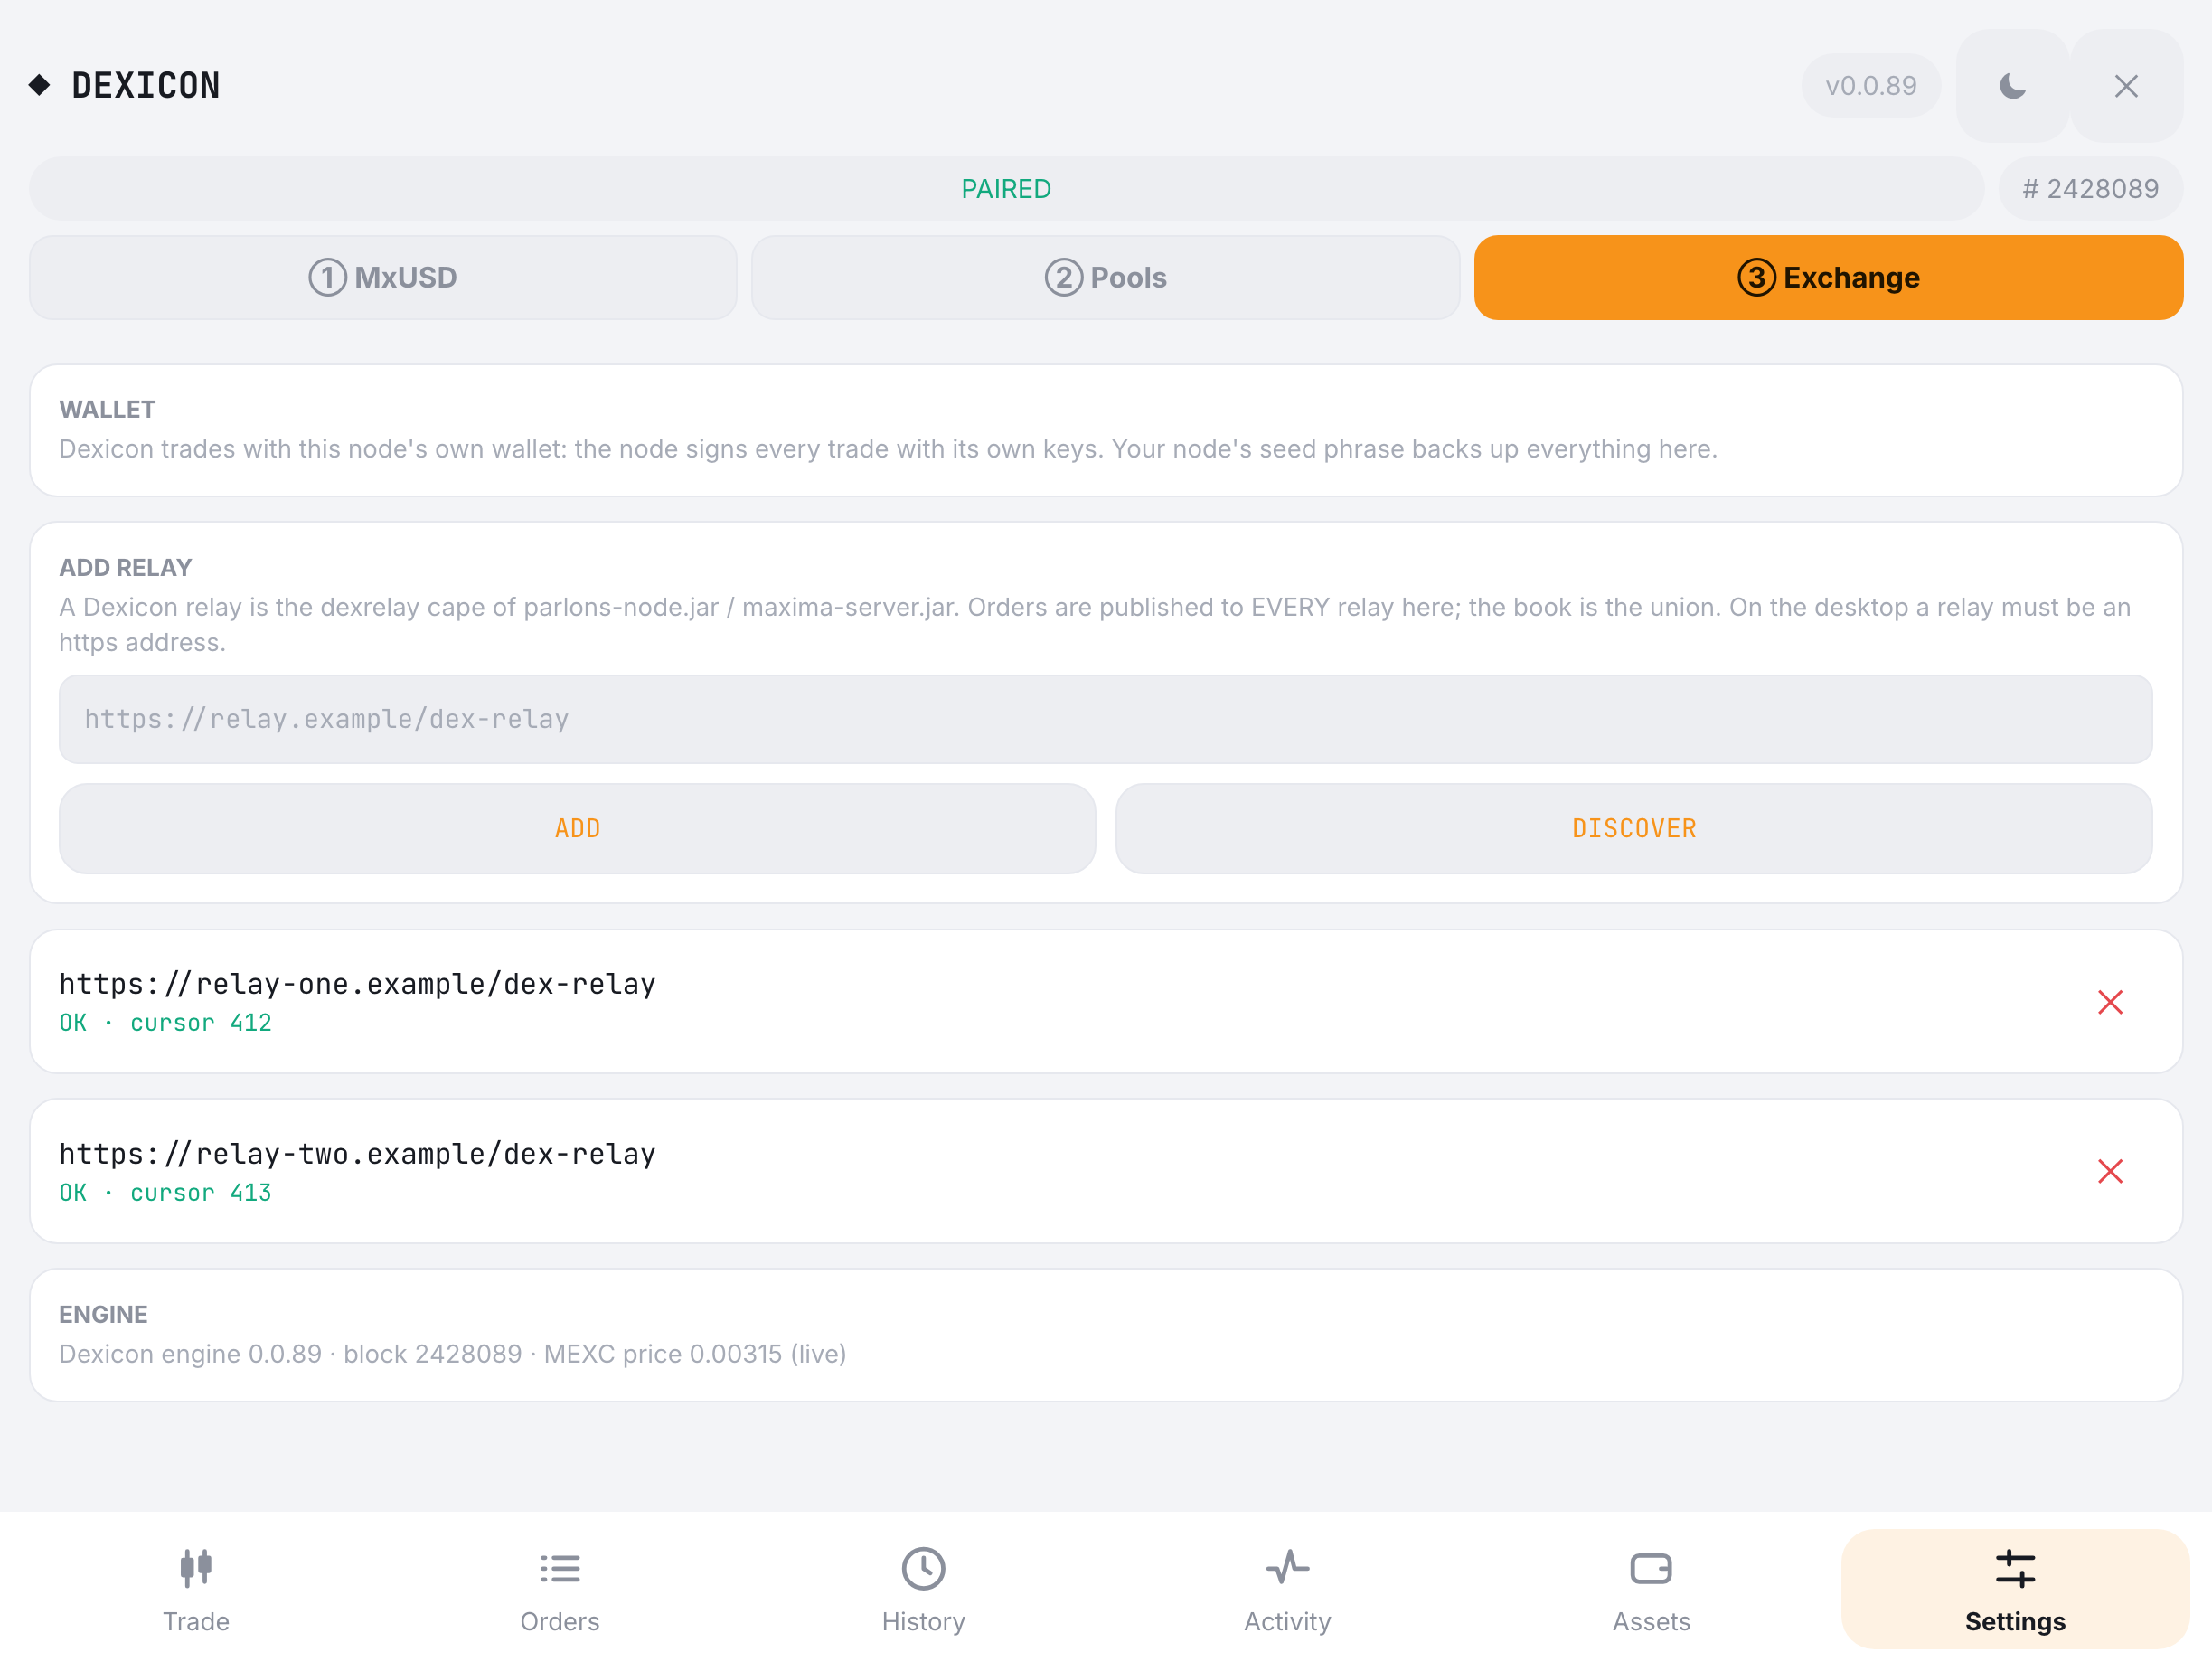 ◆ DEXICON
v0.0.89
PAIRED
# 2428089
① MxUSD
② Pools
③ Exchange
WALLET
Dexicon trades with this node's own wallet: the node signs every trade with its own keys. Your node's seed phrase backs up everything here.
ADD RELAY
A Dexicon relay is the dexrelay cape of parlons-node.jar / maxima-server.jar. Orders are published to EVERY relay here; the book is the union. On the desktop a relay must be an
https address.
https://relay.example/dex-relay
ADD
DISCOVER
https://relay-one.example/dex-relay
OK · cursor 412
https://relay-two.example/dex-relay
OK · cursor 413
ENGINE
Dexicon engine 0.0.89 · block 2428089 · MEXC price 0.00315 (live)
Trade
Orders
History
Activity
Assets
Settings